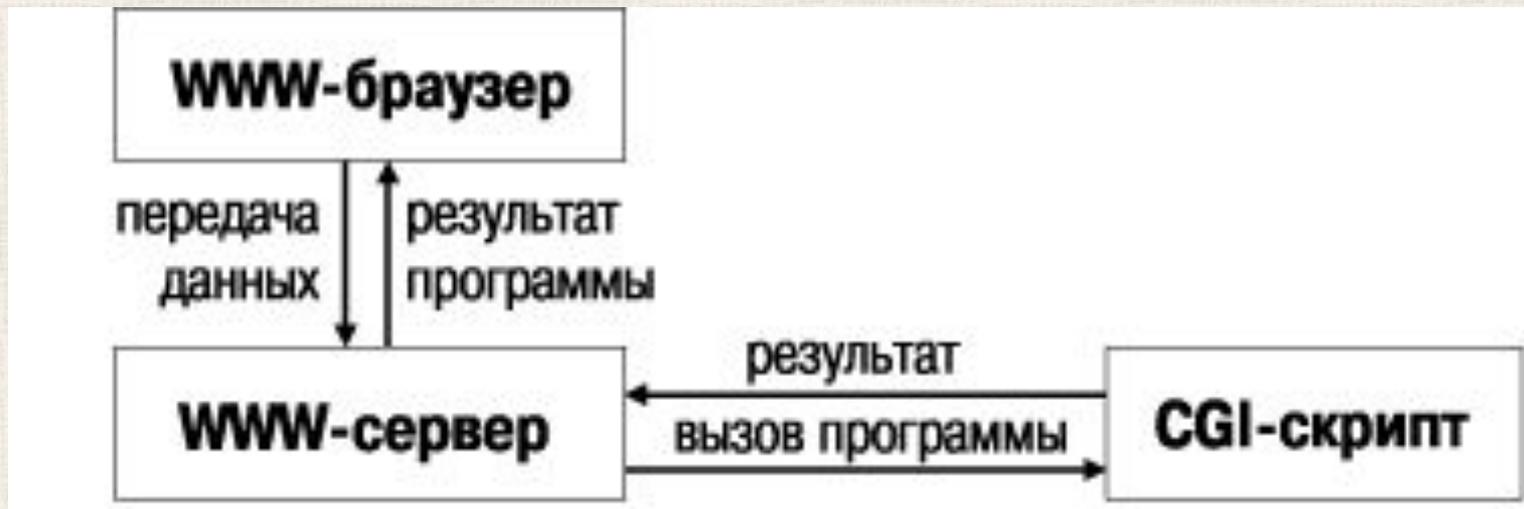 WWW-браузер
передача
данных
результат
программы
результат
WWW-сервер
вызов программы
CGI-скрипт